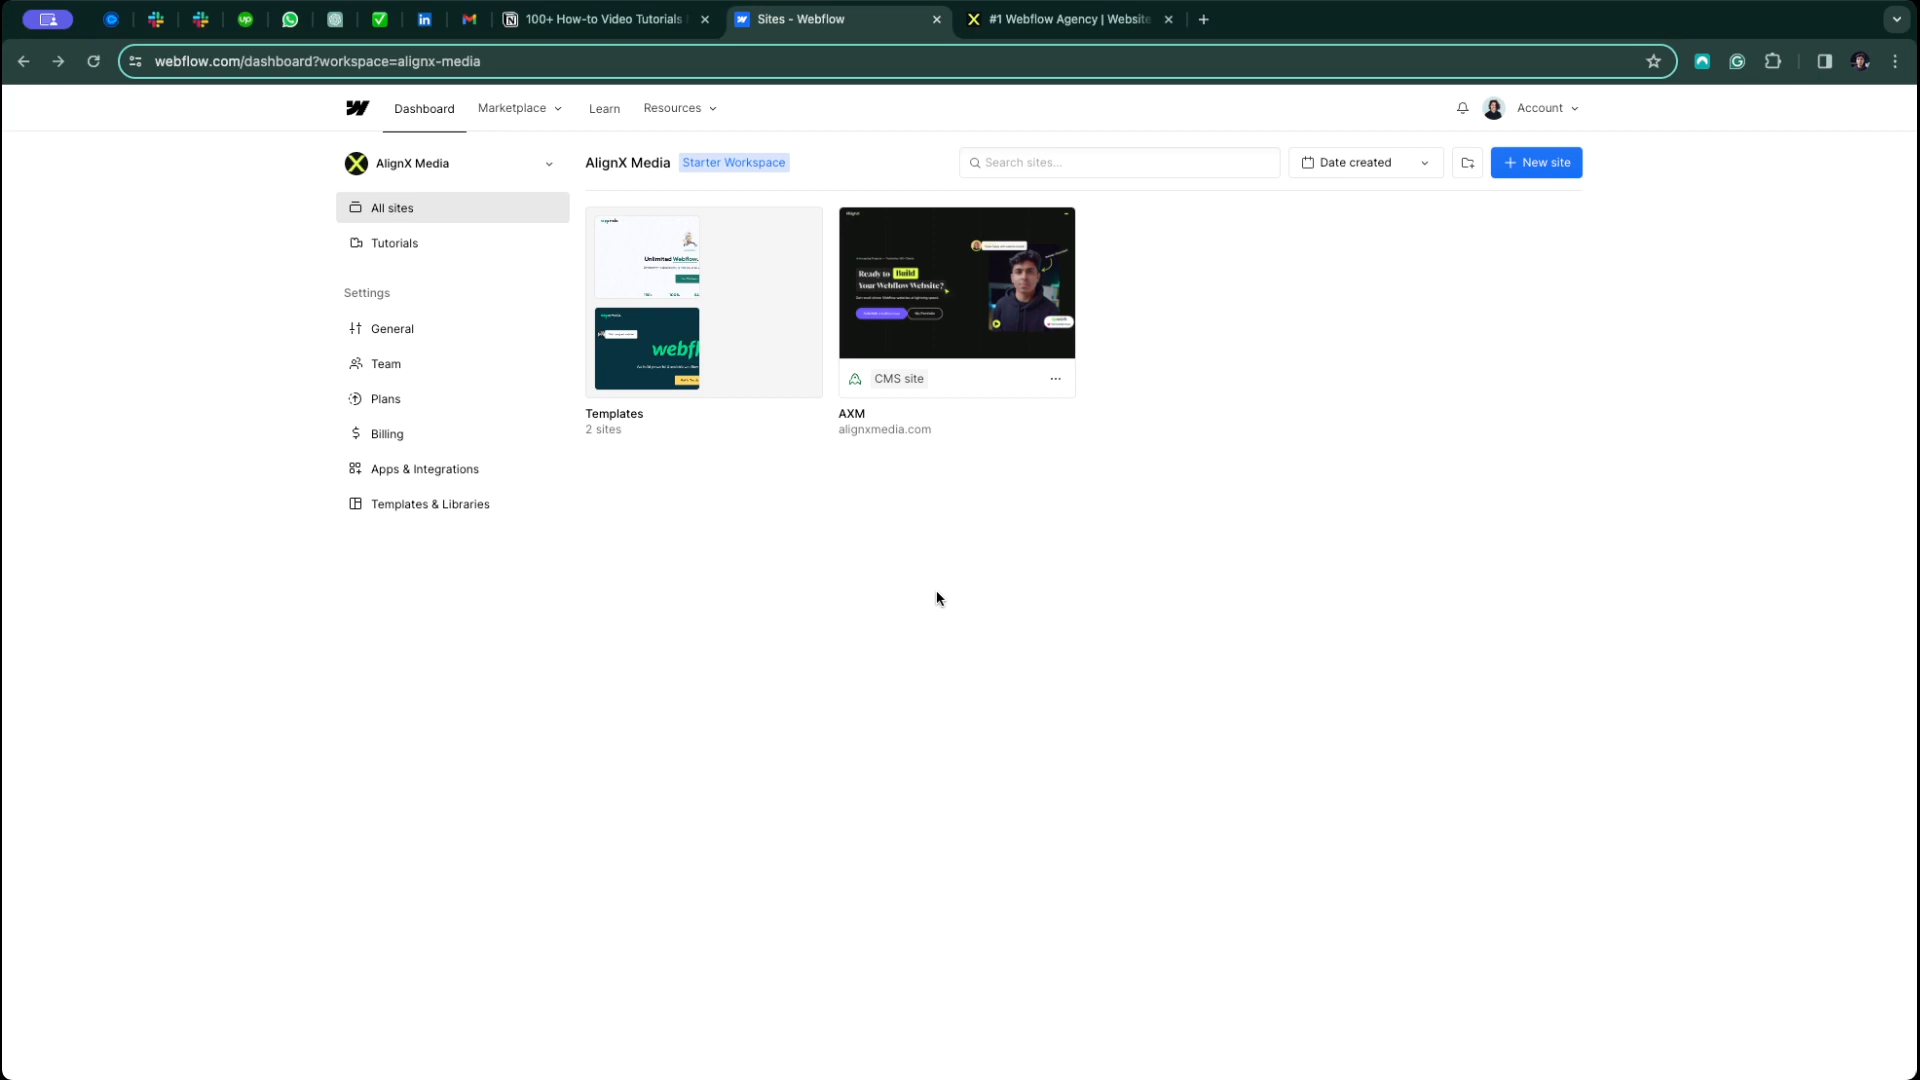 100+ How-to Video Tutorials
Sites - Webflow
#1 Webflow Agency | Website
webflow.com/dashboard?workspace=alignx-media
Dashboard
Marketplace
Learn
Resources
Account
AlignX Media
AlignX Media
Starter Workspace
Search sites...
Date created
New site
All sites
Tutorials
Settings
General
Team
Plans
Billing
Apps & Integrations
Templates & Libraries
Unlimited Webflow.
webfl
Templates
2 sites
Ready to Build
Your Webflow Website?
CMS site
AXM
alignxmedia.com